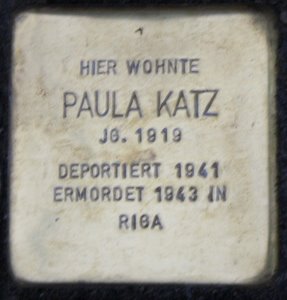 HIER WOHNTE
PAULA KATZ
JG. 1919
DEPORTIERT 1941
ERMORDET 1943 IN
RIGA